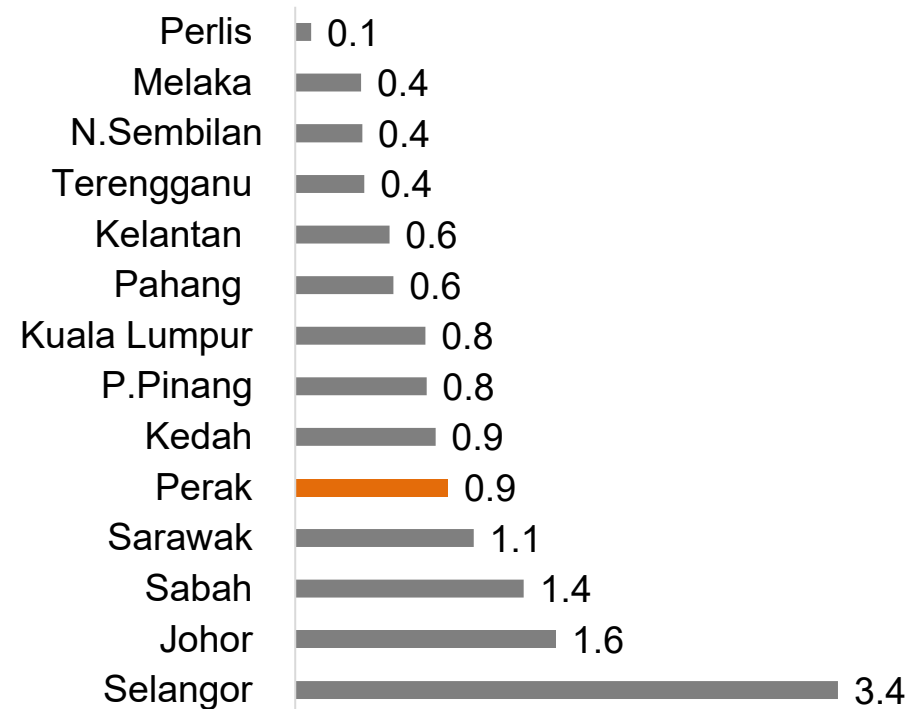 Perlis 0.1
Melaka 0.4
N.Sembilan 0.4
Terengganu 0.4
Kelantan 0.6
Pahang 0.6
Kuala Lumpur 0.8
P.Pinang 0.8
Kedah 0.9
Perak 0.9
Sarawak 1.1
Sabah 1.4
Johor 1.6
Selangor 3.4